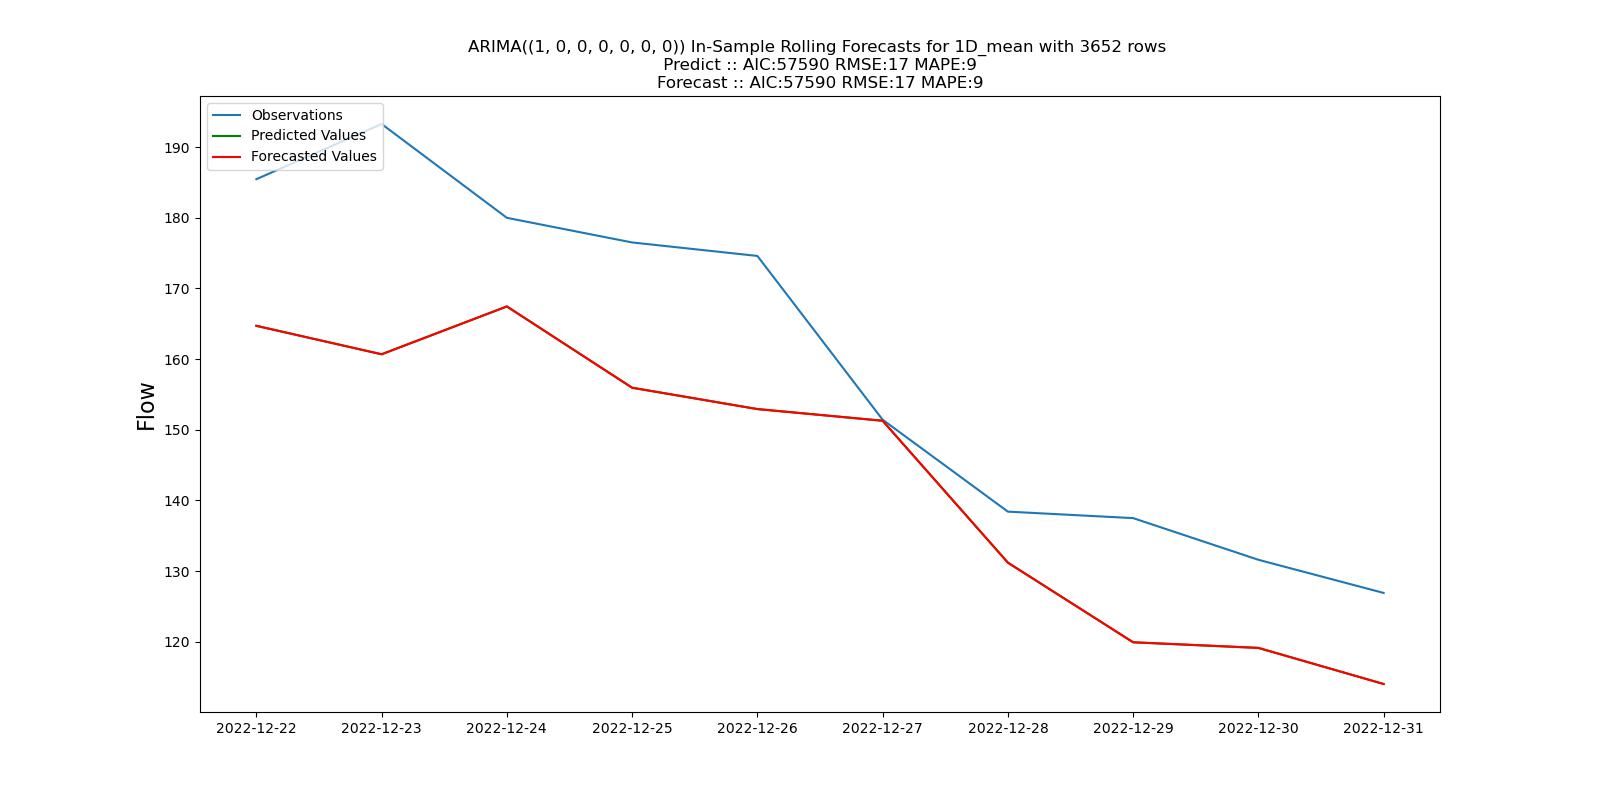 ARIMA((1, 0, 0, 0, 0, 0, 0)) In-Sample Rolling Forecasts for 1D_mean with 3652 rows
Predict :: AIC:57590 RMSE:17 MAPE:9
Forecast :: AIC:57590 RMSE:17 MAPE:9
Observations
Predicted Values
Forecasted Values
190
180
170
160
150
140
130
120
Flow
2022-12-22 2022-12-23 2022-12-24 2022-12-25 2022-12-26 2022-12-27 2022-12-28 2022-12-29 2022-12-30 2022-12-31